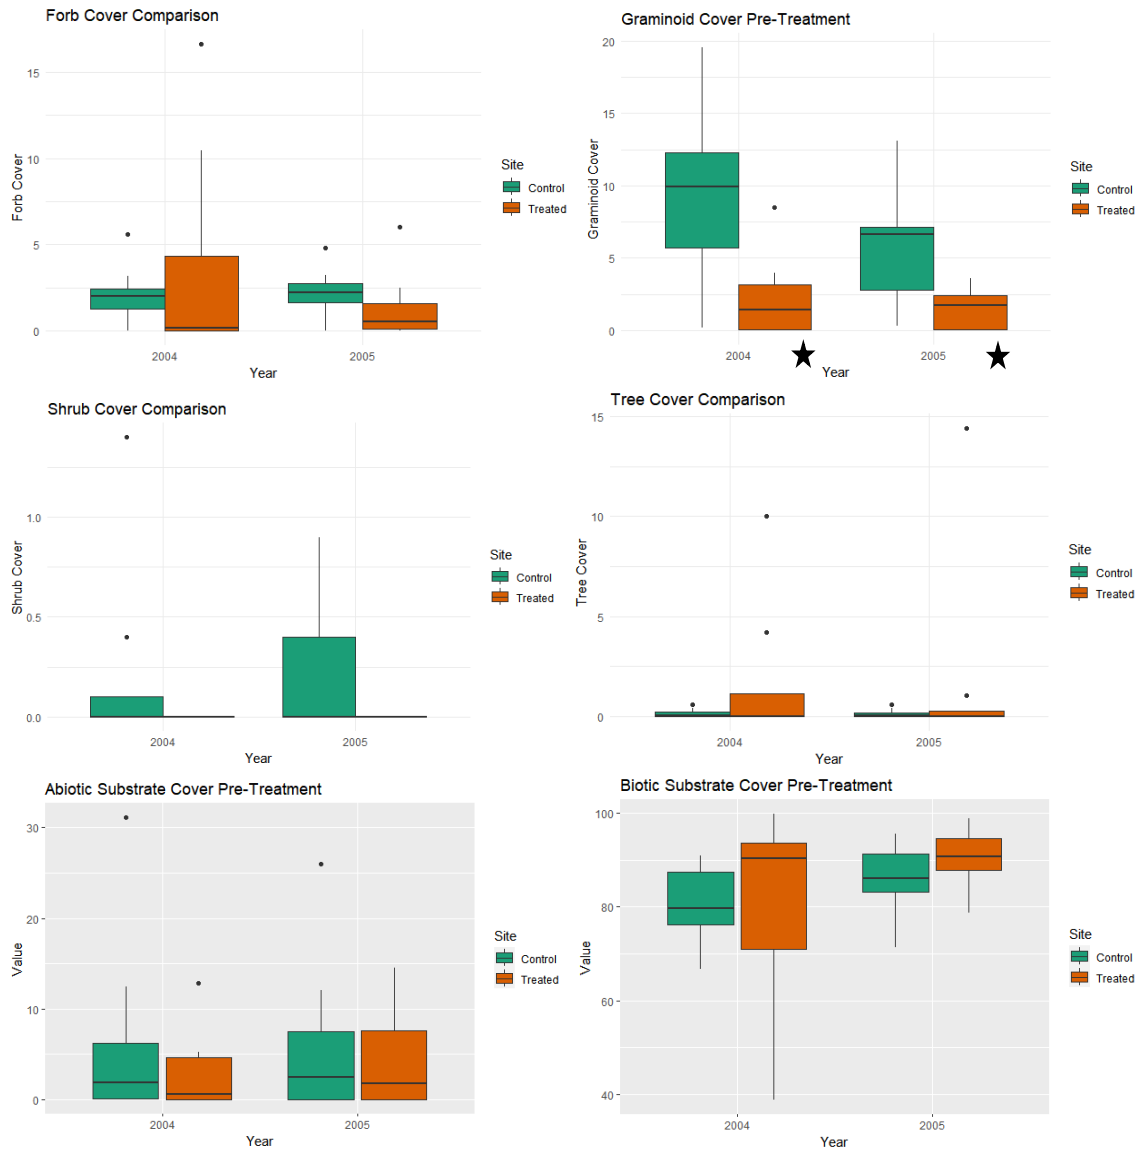 Forb Cover Comparison
15
10
5
0
Forb Cover
2004
2005
Year
Site
Control
Treated
Graminoid Cover Pre-Treatment
20
15
10
5
0
Graminoid Cover
2004
2005
Year
Site
Control
Treated
Shrub Cover Comparison
1.0
0.5
0.0
Shrub Cover
2004
2005
Year
Site
Control
Treated
Tree Cover Comparison
15
10
5
0
Tree Cover
2004
2005
Year
Site
Control
Treated
Abiotic Substrate Cover Pre-Treatment
30
20
10
0
Value
2004
2005
Year
Site
Control
Treated
Biotic Substrate Cover Pre-Treatment
100
80
60
40
Value
2004
2005
Year
Site
Control
Treated